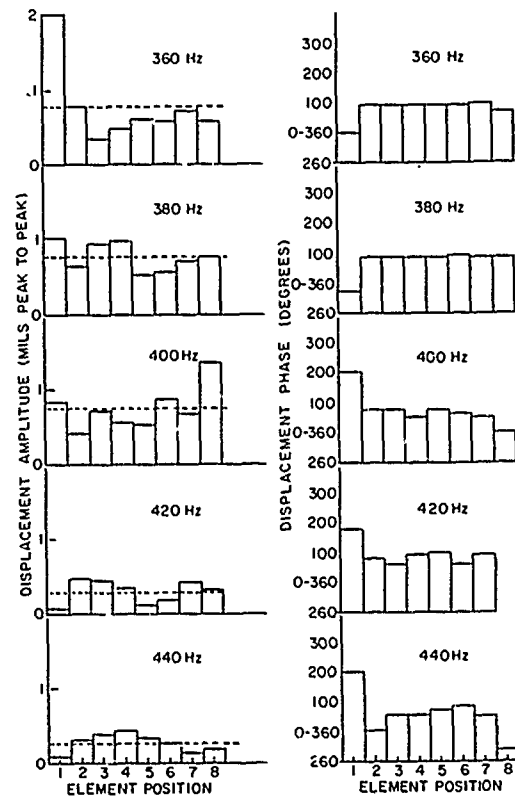 DISPLACEMENT AMPLITUDE (MILS PEAK TO PEAK)
2
1
0
360 Hz
1
0
380 Hz
1
0
400 Hz
1
0
420 Hz
1
0
440 Hz
1 2 3 4 5 6 7 8
ELEMENT POSITION
DISPLACEMENT PHASE (DEGREES)
300
200
100
0-360
260
360 Hz
300
200
100
0-360
260
380 Hz
300
200
100
0-360
260
400 Hz
300
200
100
0-360
260
420 Hz
300
200
100
0-360
260
440 Hz
1 2 3 4 5 6 7 8
ELEMENT POSITION